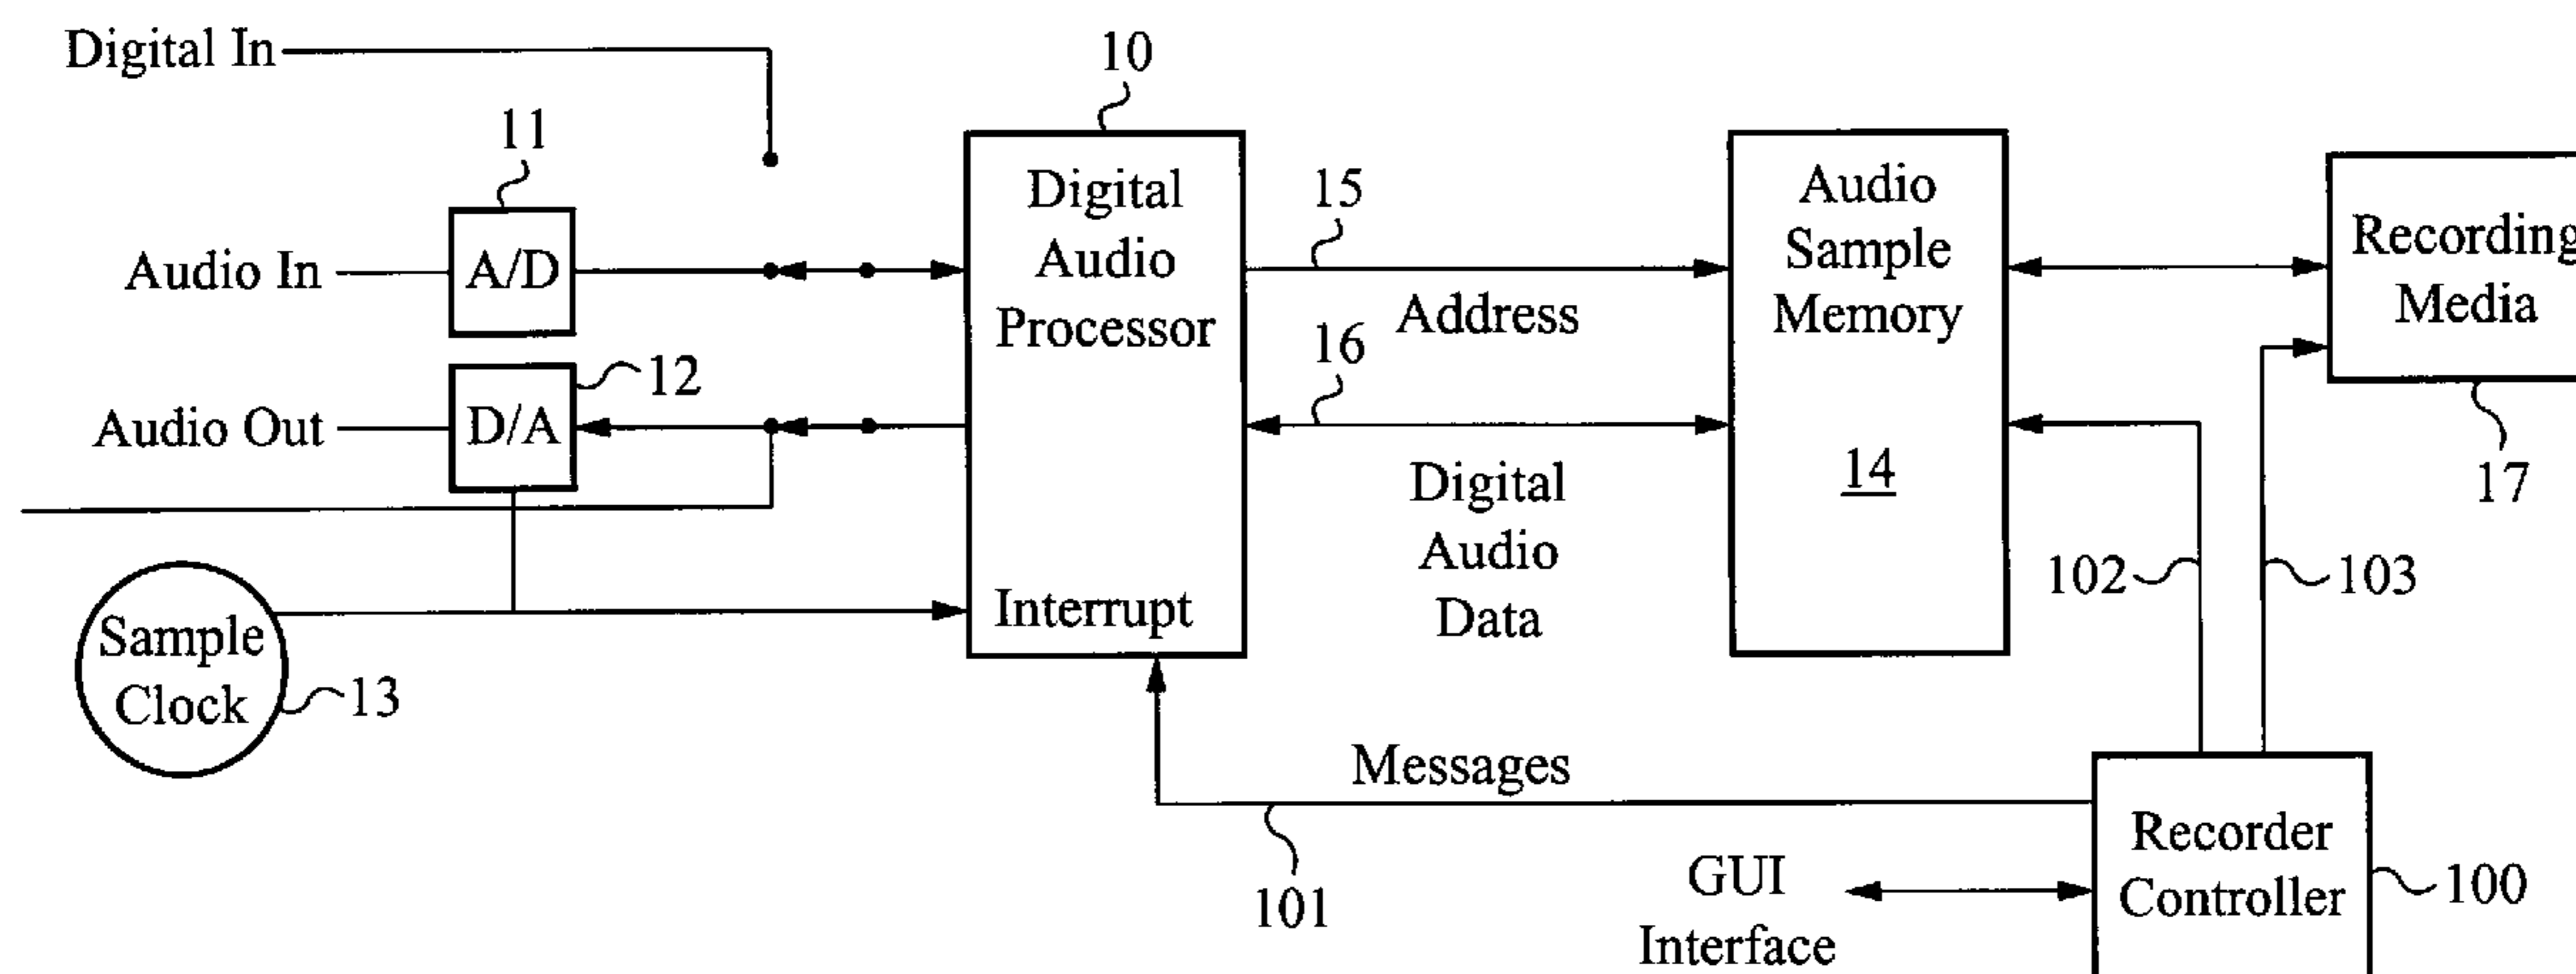 Digital In
10
11
Digital
Audio
Processor
Interrupt
15
Audio
Sample
Memory
14
Recording
Media
Audio In
A/D
Address
16
12
Audio Out
D/A
17
Digital
Audio
Data
102
103
Sample
Clock
13
Messages
101
Recorder
Controller
100
GUI
Interface